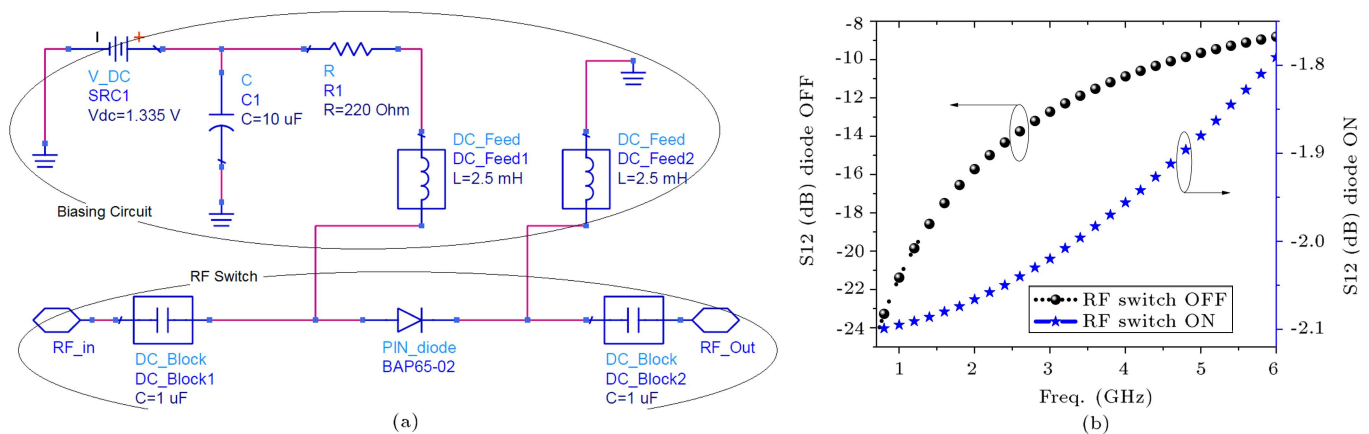 V_DC
SRC1
Vdc=1.335 V
C
C1
C=10 uF
R
R1
R=220 Ohm
DC_Feed
DC_Feed1
L=2.5 mH
DC_Feed
DC_Feed2
L=2.5 mH
Biasing Circuit
RF Switch
RF_in
DC_Block
DC_Block1
C=1 uF
PIN_diode
BAP65-02
DC_Block
DC_Block2
C=1 uF
RF_Out
(a)
S12 (dB) diode OFF
-8
-10
-12
-14
-16
-18
-20
-22
-24
RF switch OFF
RF switch ON
1
2
3
4
5
6
Freq. (GHz)
-1.8
-1.9
-2.0
-2.1
S12 (dB) diode ON
(b)